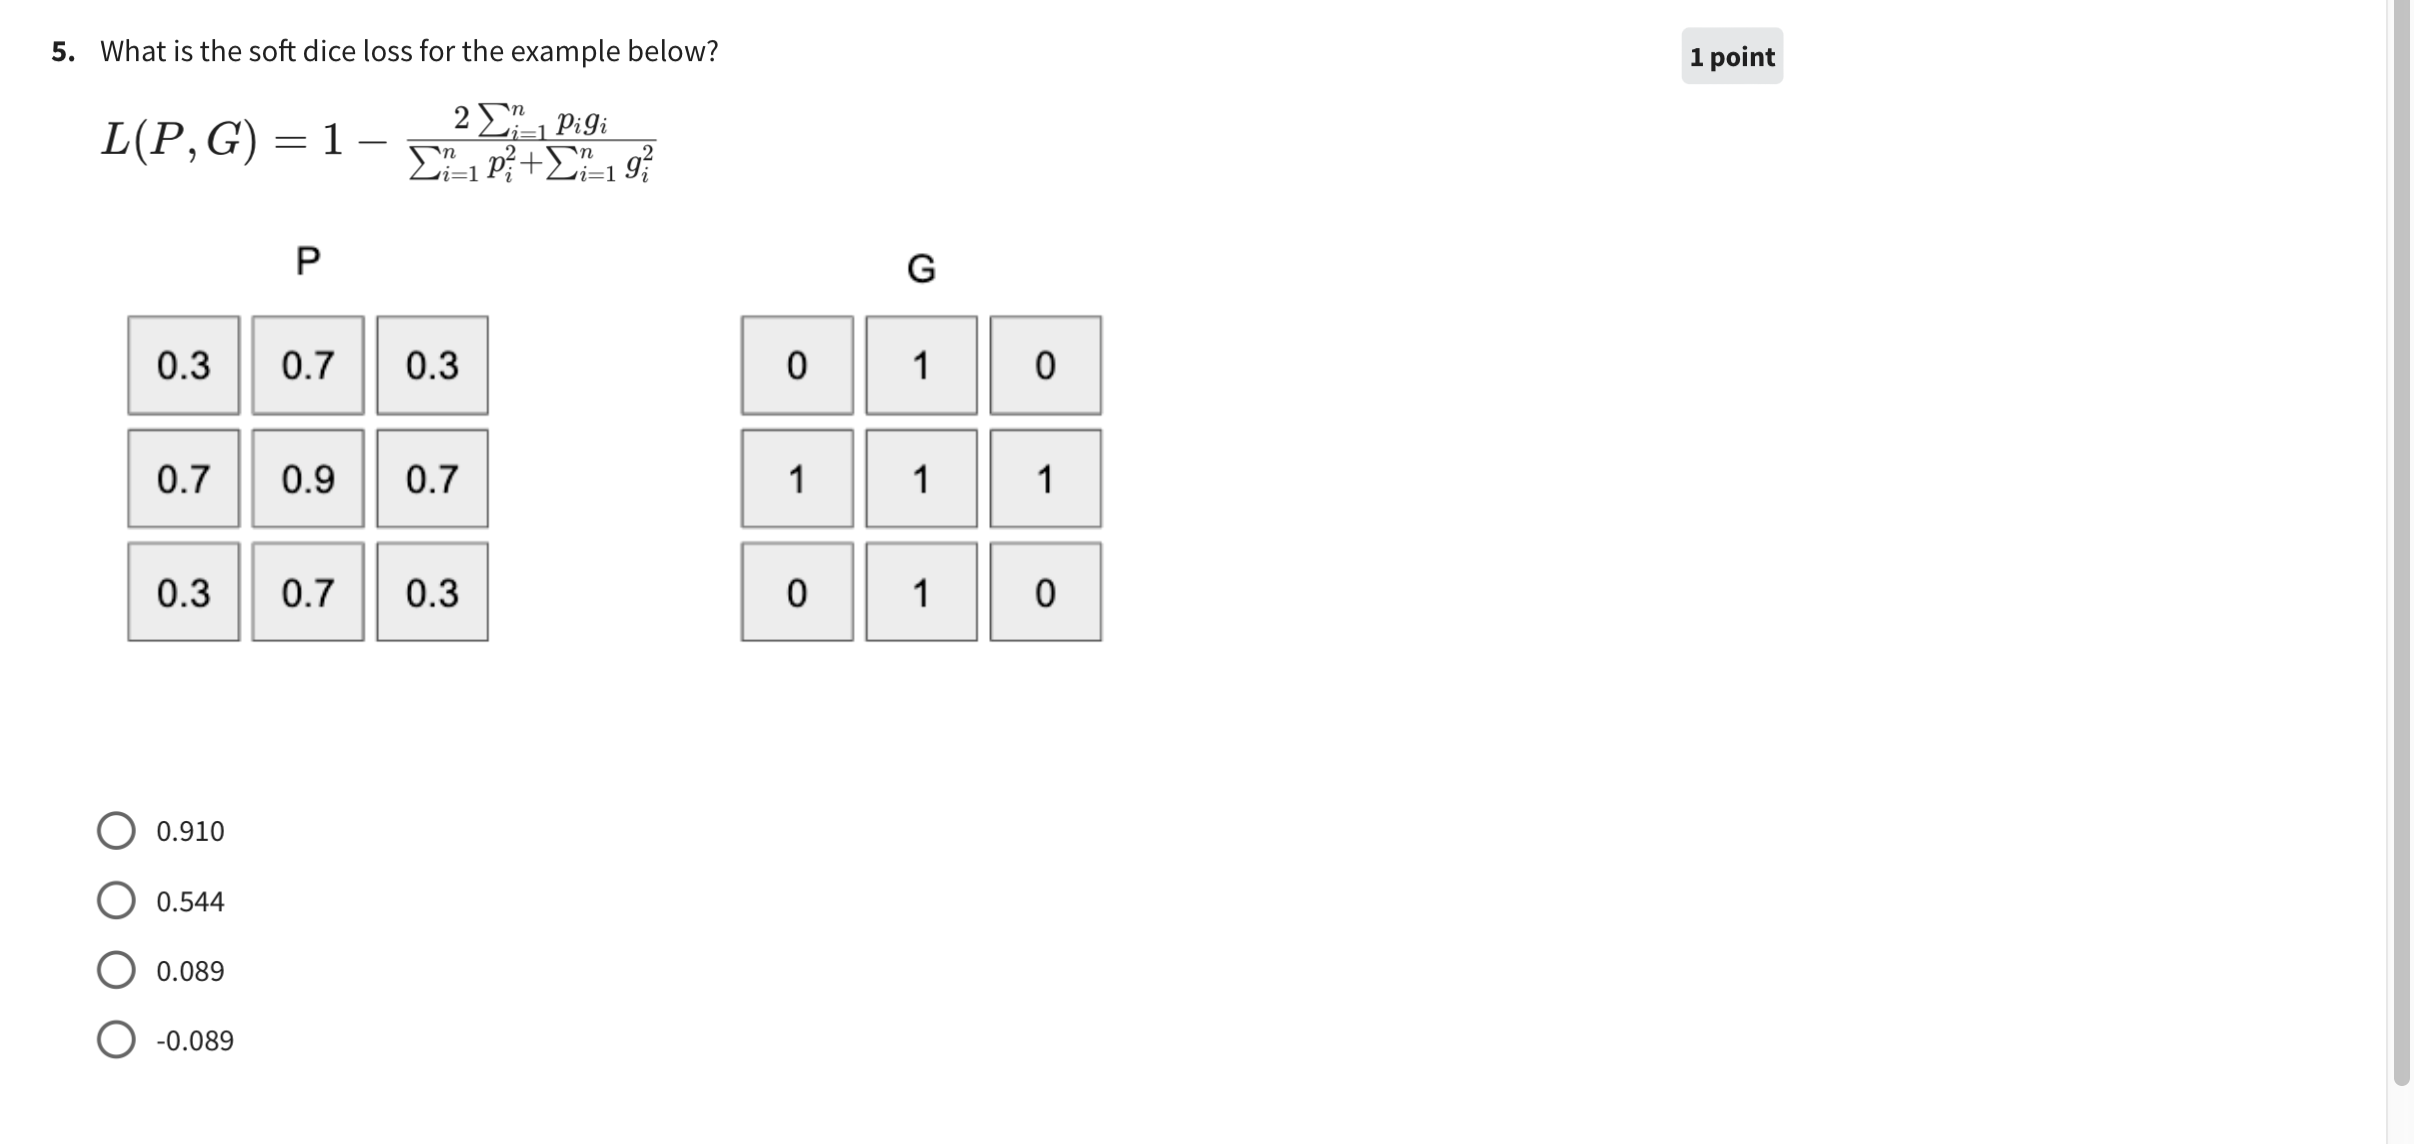 5. What is the soft dice loss for the example below?
1 point
L(P, G) = 1 − \frac{2 \sum_{i=1}^{n} p_i g_i}{\sum_{i=1}^{n} p_i^2 + \sum_{i=1}^{n} g_i^2}
P
G
0.3 0.7 0.3 0 1 0
0.7 0.9 0.7 1 1 1
0.3 0.7 0.3 0 1 0
0.910
0.544
0.089
-0.089